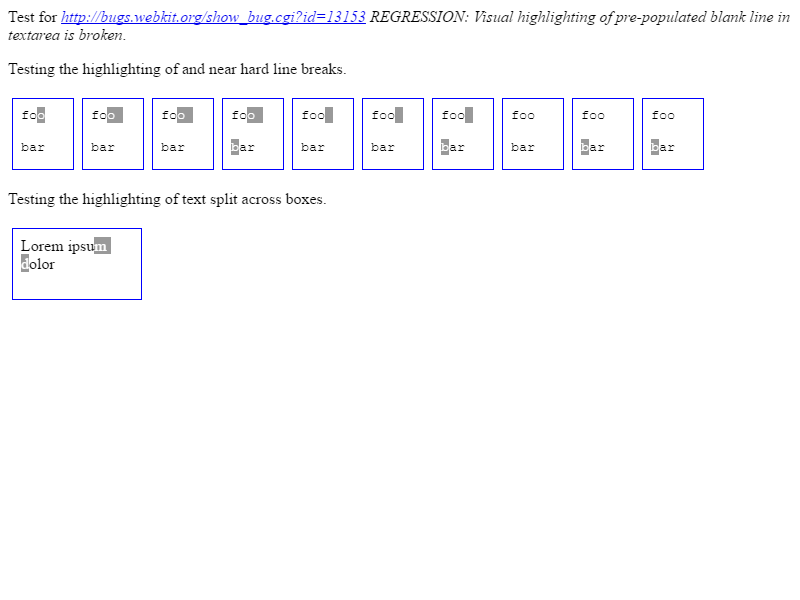 Test for http://bugs.webkit.org/show_bug.cgi?id=13153 REGRESSION: Visual highlighting of pre-populated blank line in
textarea is broken.
Testing the highlighting of and near hard line breaks.
foo foo foo foo foo foo foo foo foo foo
bar bar bar bar bar bar bar bar bar bar
Testing the highlighting of text split across boxes.
Lorem ipsum
dolor